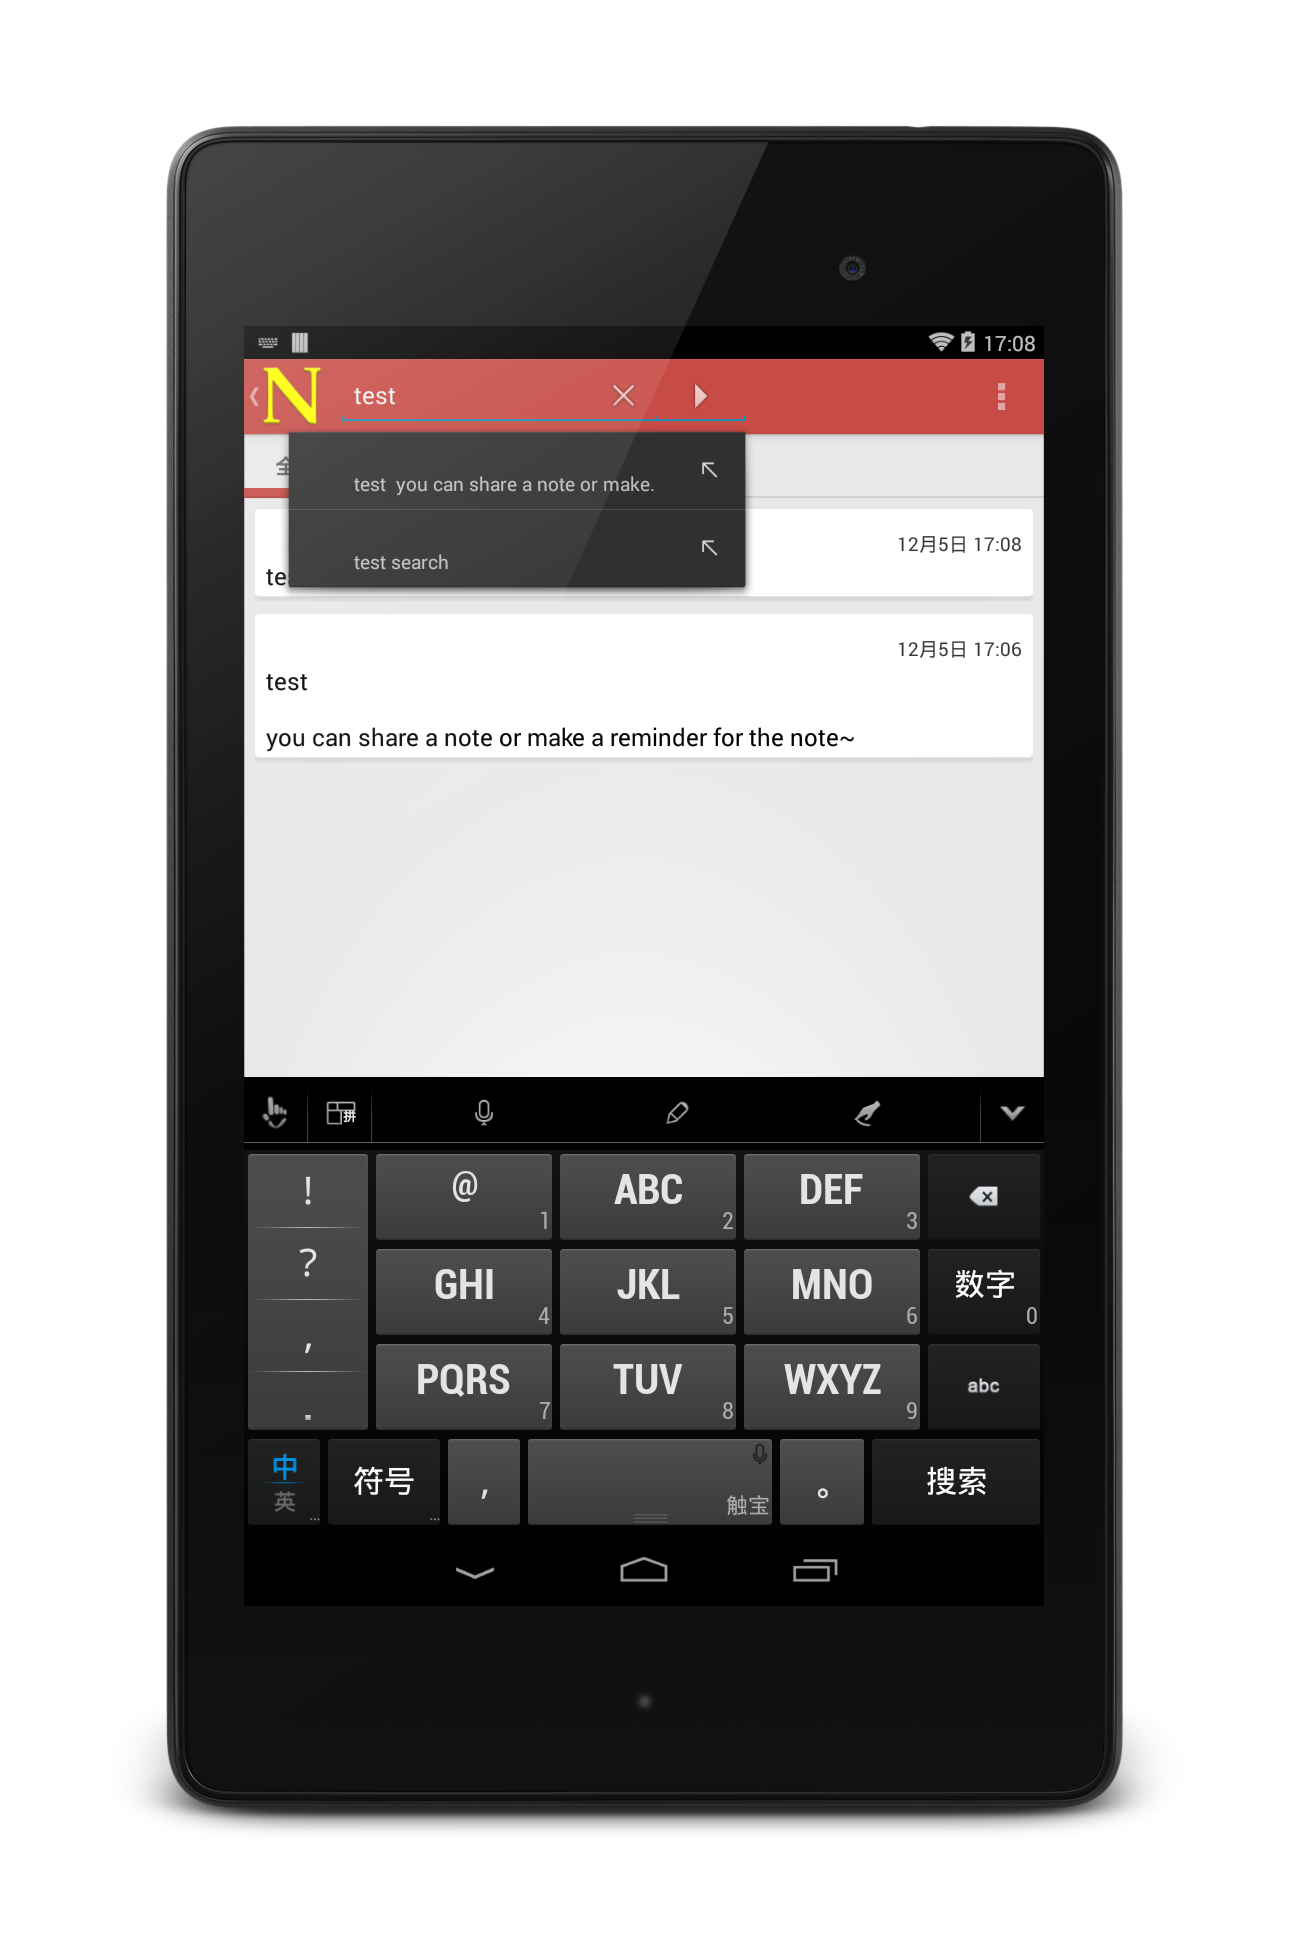 17:08
N
test
test  you can share a note or make.
test search
12月5日 17:08
12月5日 17:06
test
you can share a note or make a reminder for the note~
拼
! @ 1 ABC 2 DEF 3
? GHI 4 JKL 5 MNO 6 数字 0
, PQRS 7 TUV 8 WXYZ 9 abc
.
中 英 ... 符号 ... , 触宝 。 搜索